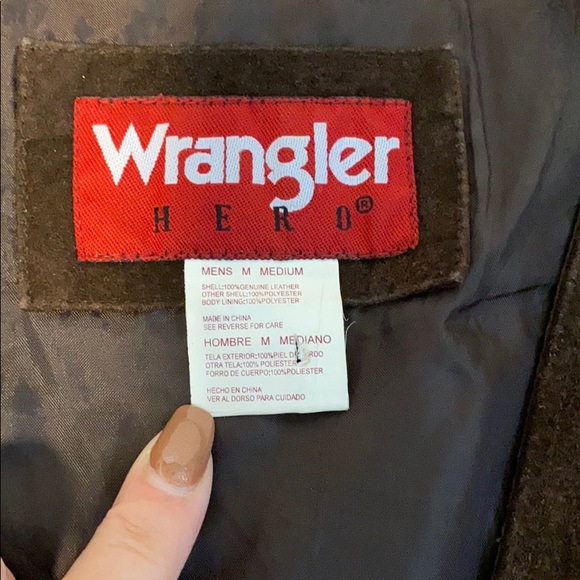 Wrangler
HERO®
MENS M MEDIUM
SHELL:100%GENUINE LEATHER
OTHER SHELL:100%POLYESTER
BODY LINING:100%POLYESTER
MADE IN CHINA
SEE REVERSE FOR CARE
HOMBRE M MEDIANO
TELA EXTERIOR:100%PIEL
OTRA TELA:100% POLIESTER
FORRO DE CUERPO:100%POLIESTER
HECHO EN CHINA
VER AL DORSO PARA CUIDADO